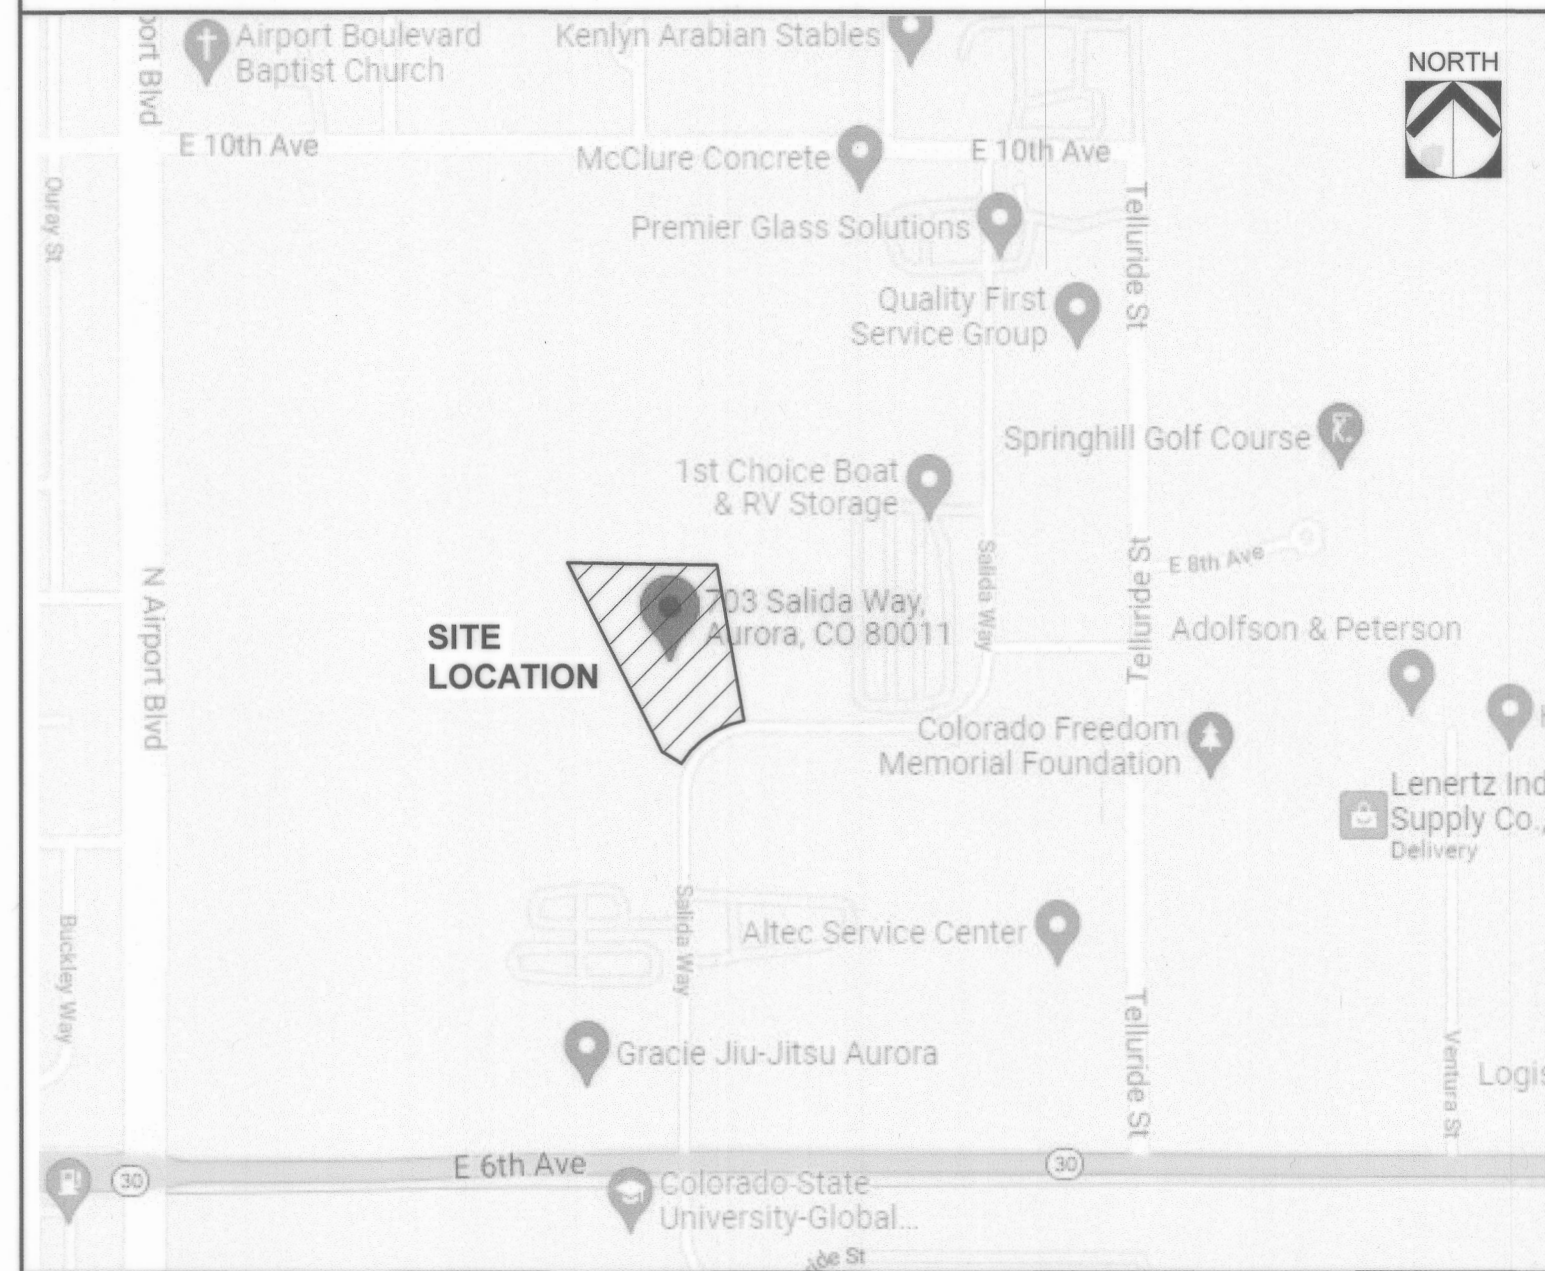 Airport Boulevard
Baptist Church
Kenlyn Arabian Stables
NORTH
port Blvd
E 10th Ave
McClure Concrete
E 10th Ave
Ouray St
Premier Glass Solutions
Telluride St
Quality First
Service Group
Springhill Golf Course
1st Choice Boat
& RV Storage
E 8th Ave
Salida Way
Telluride St
N Airport Blvd
703 Salida Way,
Aurora, CO 80011
SITE
LOCATION
Adolfson & Peterson
Colorado Freedom
Memorial Foundation
Lenertz Ind
Supply Co.,
Delivery
Salida Way
Altec Service Center
Buckley Way
Gracie Jiu-Jitsu Aurora
Telluride St
Ventura St
Logis
E 6th Ave
30
30
Colorado State
University-Global...
ide St